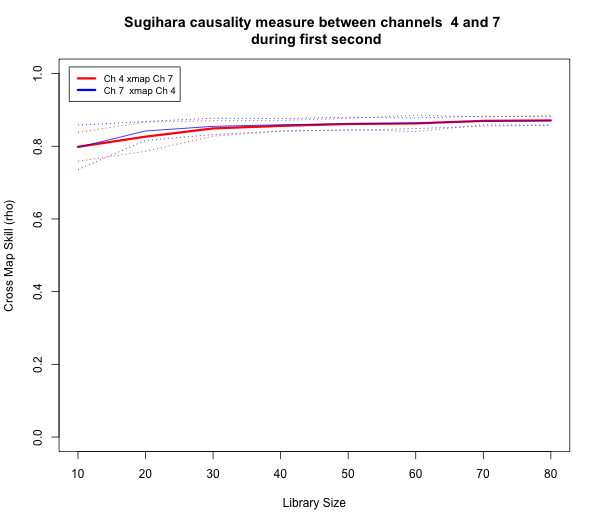 Sugihara causality measure between channels  4 and 7
during first second
Ch 4 xmap Ch 7
Ch 7  xmap Ch 4
Cross Map Skill (rho)
1.0
0.8
0.6
0.4
0.2
0.0
10 20 30 40 50 60 70 80
Library Size